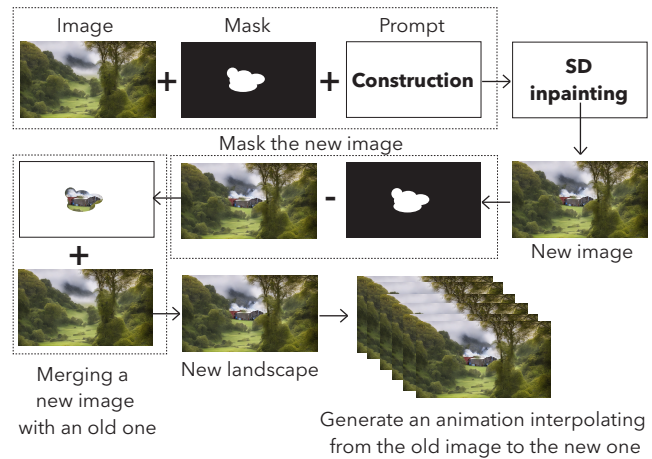 Image
Mask
Prompt
+
+
Construction
SD
inpainting
Mask the new image
-
New image
+
Merging a
new image
with an old one
New landscape
Generate an animation interpolating
from the old image to the new one